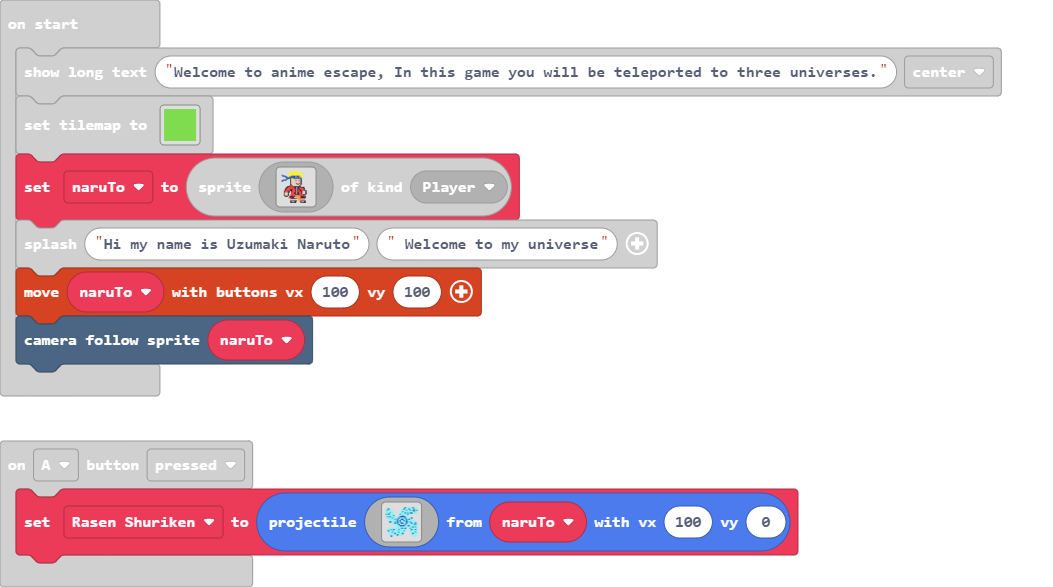 on start
show long text "Welcome to anime escape, In this game you will be teleported to three universes." center
set tilemap to
set naruTo to sprite of kind Player
splash "Hi my name is Uzumaki Naruto" " Welcome to my universe"
move naruTo with buttons vx 100 vy 100
camera follow sprite naruTo
on A button pressed
set Rasen Shuriken to projectile from naruTo with vx 100 vy 0